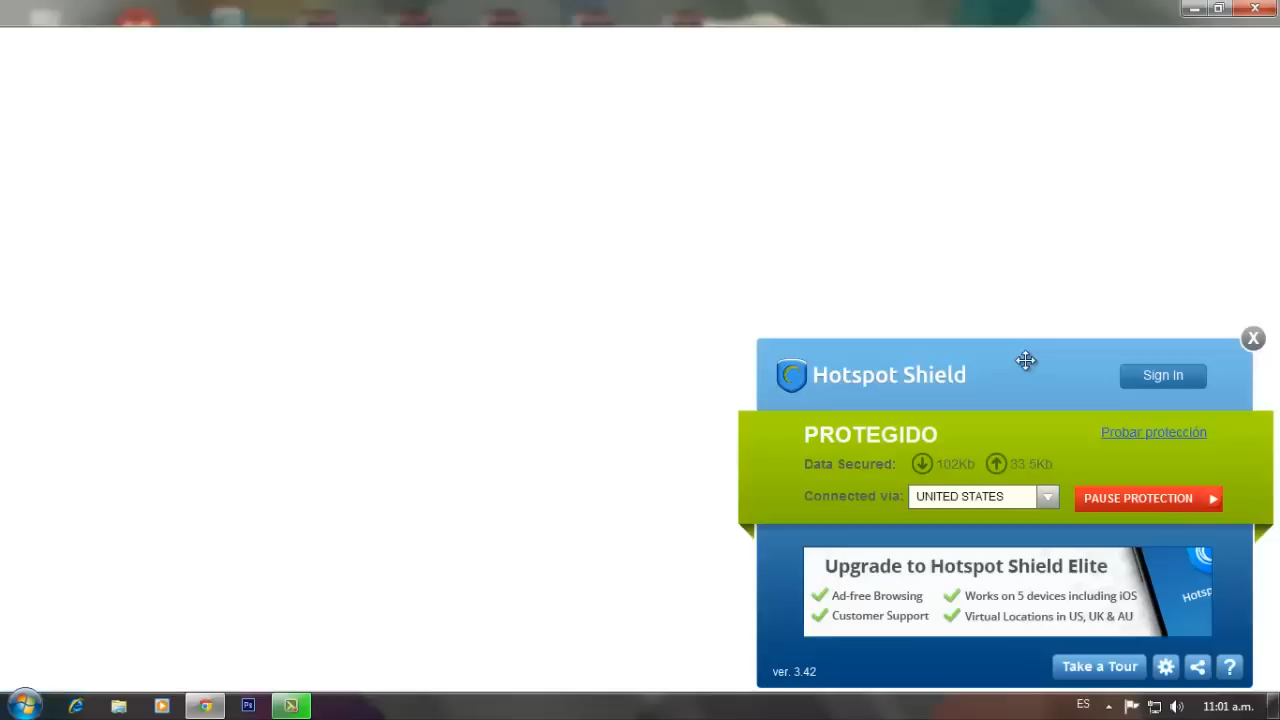 X
Hotspot Shield
Sign In
PROTEGIDO
Probar protección
Data Secured: 102Kb 33.5Kb
Connected via: UNITED STATES
PAUSE PROTECTION
Upgrade to Hotspot Shield Elite
Ad-free Browsing Works on 5 devices including iOS
Customer Support Virtual Locations in US, UK & AU
Hotsp
ver. 3.42
Take a Tour
?
Ps
ES
11:01 a.m.